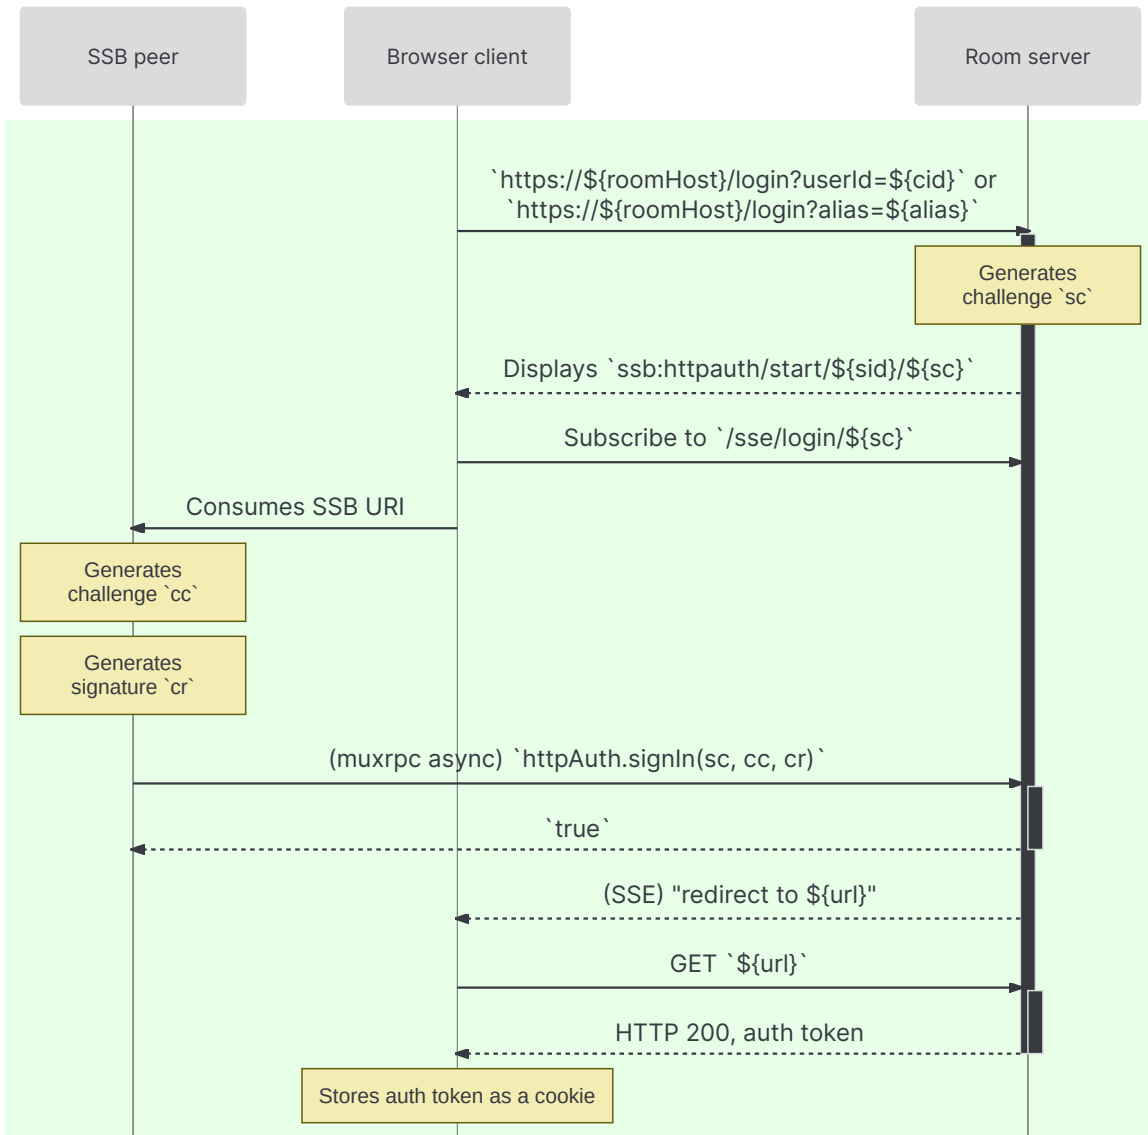 SSB peer
Browser client
Room server
`https://${roomHost}/login?userId=${cid}` or
`https://${roomHost}/login?alias=${alias}`
Generates
challenge `sc`
Displays `ssb:httpauth/start/${sid}/${sc}`
Subscribe to `/sse/login/${sc}`
Consumes SSB URI
Generates
challenge `cc`
Generates
signature `cr`
(muxrpc async) `httpAuth.signIn(sc, cc, cr)`
`true`
(SSE) "redirect to ${url}"
GET `${url}`
HTTP 200, auth token
Stores auth token as a cookie